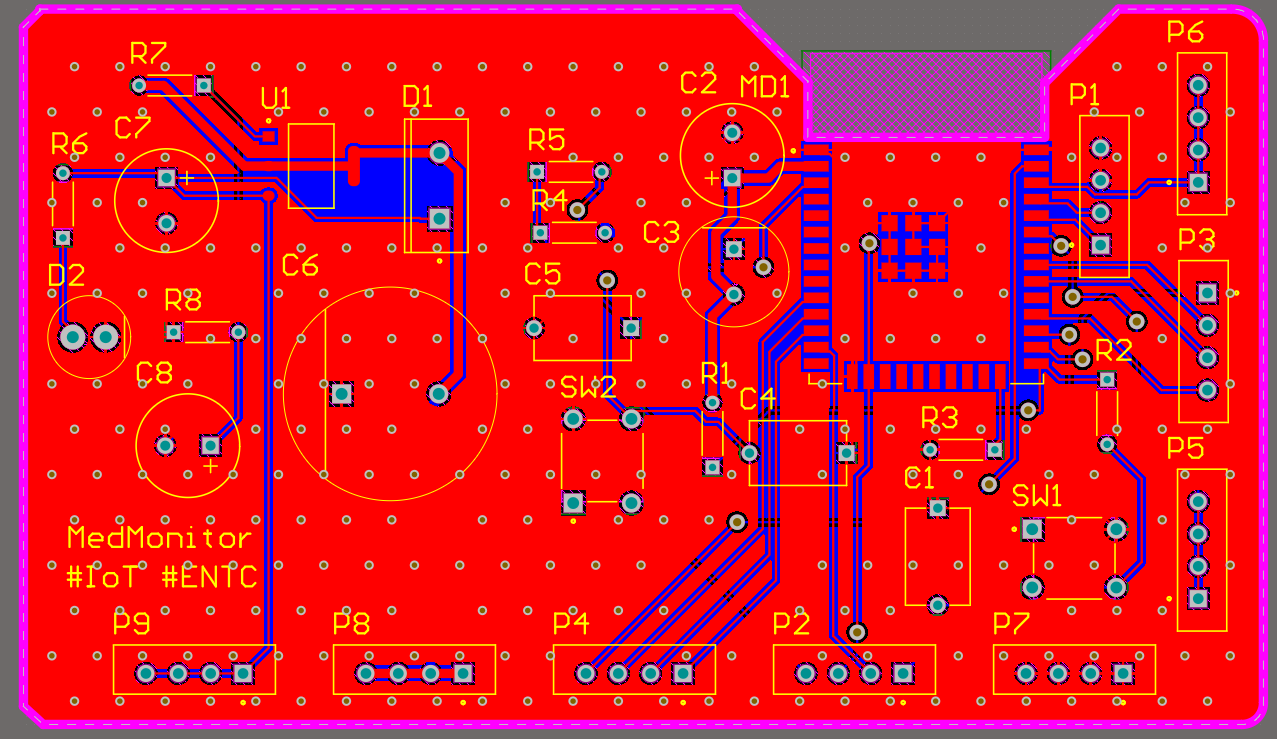 P6
R7
C2
MD1
U1
D1
P1
C7
R6
R5
R4
C3
P3
C6
D2
C5
R8
R2
C8
SW2
R1
C4
R3
P5
C1
SW1
MedMonitor
#IoT #ENTC
P9
P8
P4
P2
P7